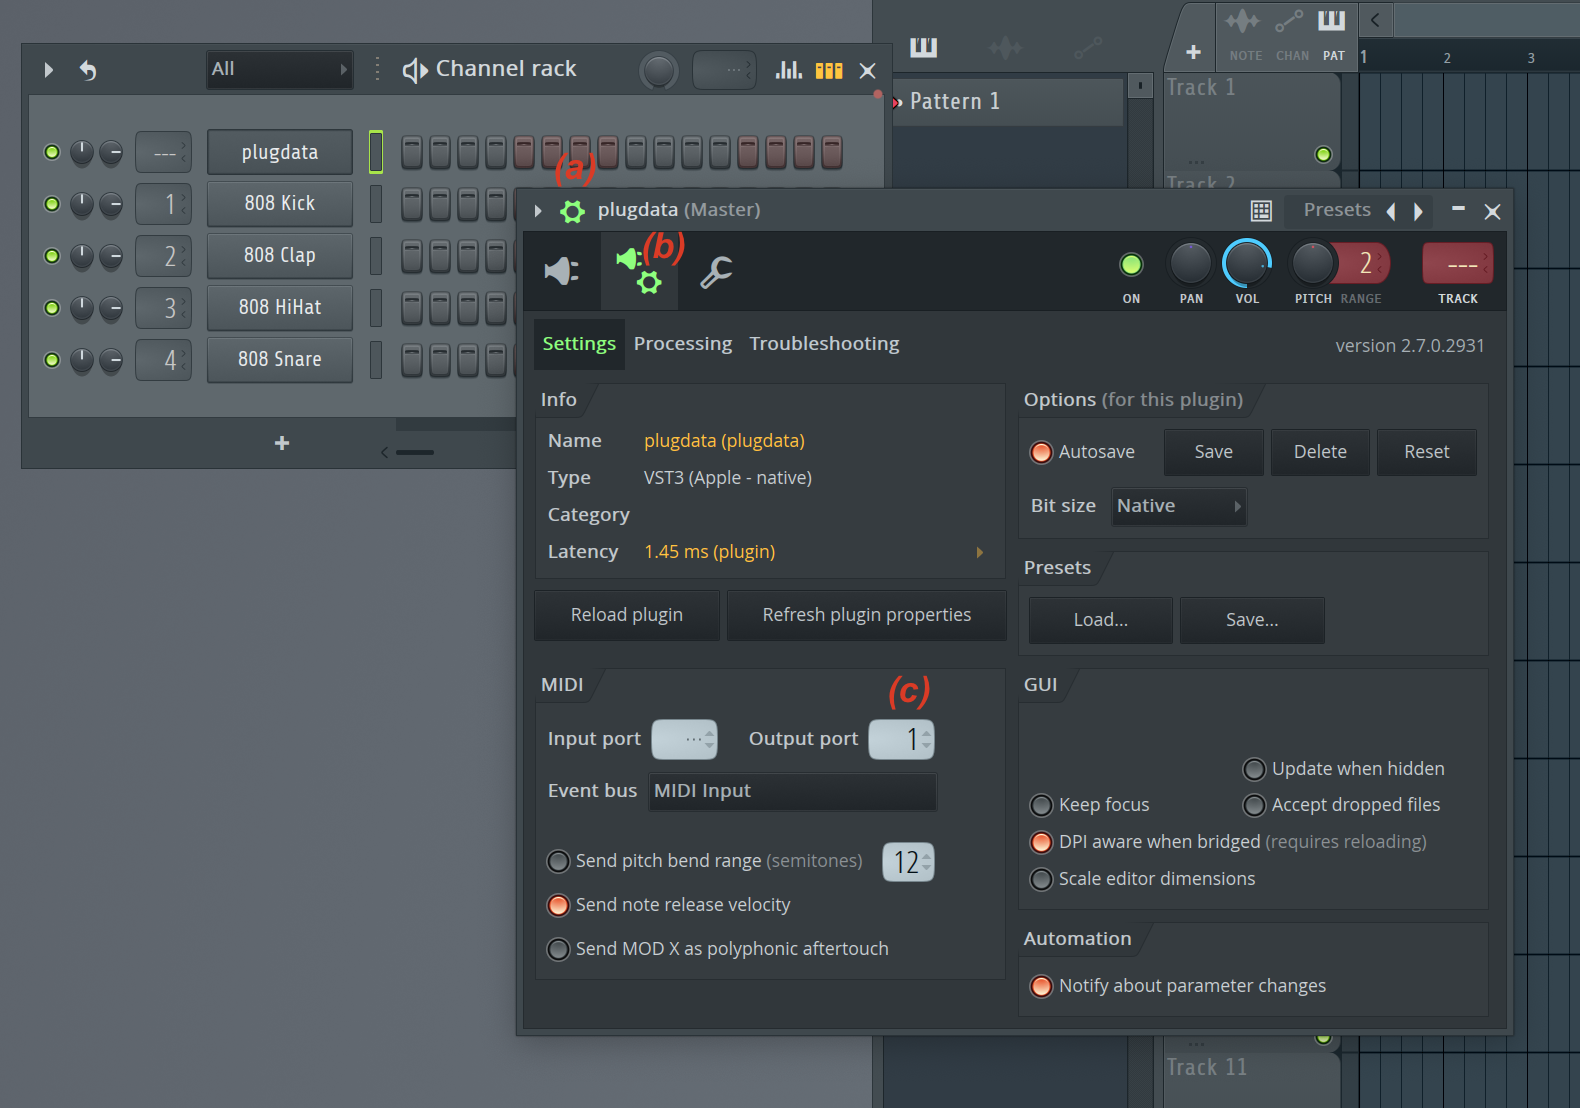 NOTE CHAN PAT
1 2 3
All
Channel rack
Pattern 1
Track 1
plugdata
(a)
1 808 Kick
2 808 Clap
3 808 HiHat
4 808 Snare
Track 2
plugdata (Master)
Presets
(b)
2
ON PAN VOL PITCH RANGE TRACK
Settings Processing Troubleshooting
version 2.7.0.2931
Info
Name plugdata (plugdata)
Type VST3 (Apple - native)
Category
Latency 1.45 ms (plugin)
Reload plugin Refresh plugin properties
Options (for this plugin)
Autosave Save Delete Reset
Bit size Native
Presets
Load... Save...
MIDI
(c)
Input port ... Output port 1
Event bus MIDI Input
Send pitch bend range (semitones) 12
Send note release velocity
Send MOD X as polyphonic aftertouch
GUI
Update when hidden
Keep focus Accept dropped files
DPI aware when bridged (requires reloading)
Scale editor dimensions
Automation
Notify about parameter changes
Track 11